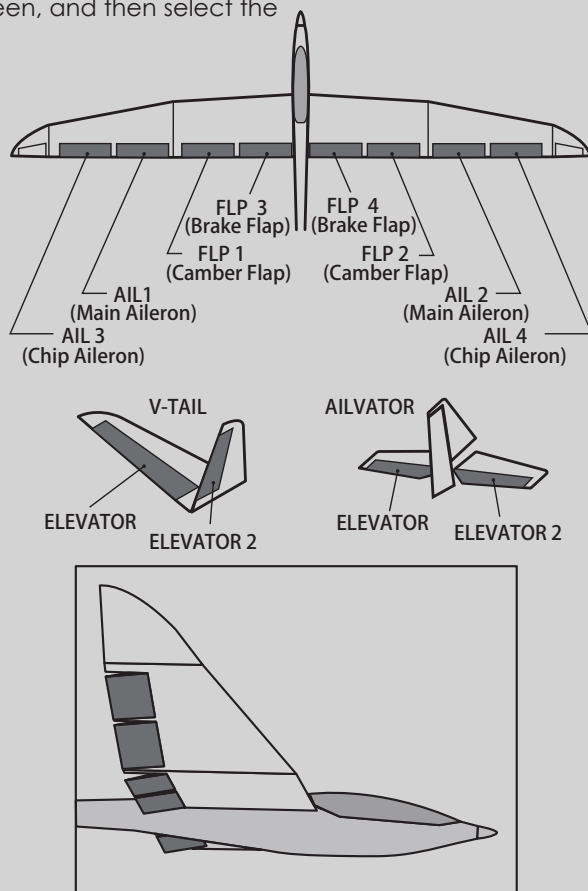 een, and then select the
FLP 3
(Brake Flap)
FLP 4
(Brake Flap)
FLP 1
(Camber Flap)
FLP 2
(Camber Flap)
AIL1
(Main Aileron)
AIL 2
(Main Aileron)
AIL 3
(Chip Aileron)
AIL 4
(Chip Aileron)
V-TAIL
AILVATOR
ELEVATOR
ELEVATOR 2
ELEVATOR
ELEVATOR 2